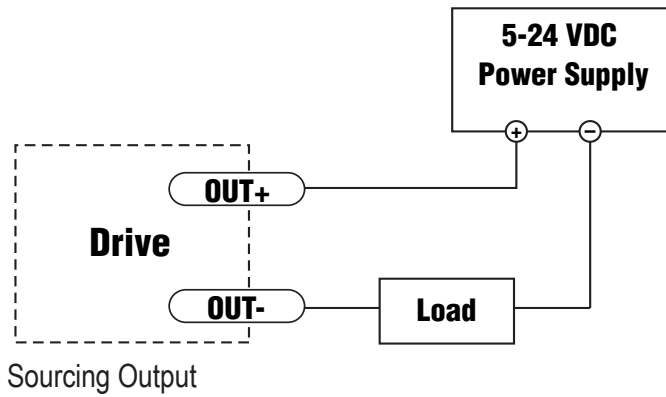 5-24 VDC
Power Supply
+ −
OUT+
Drive
OUT-
Load
Sourcing Output